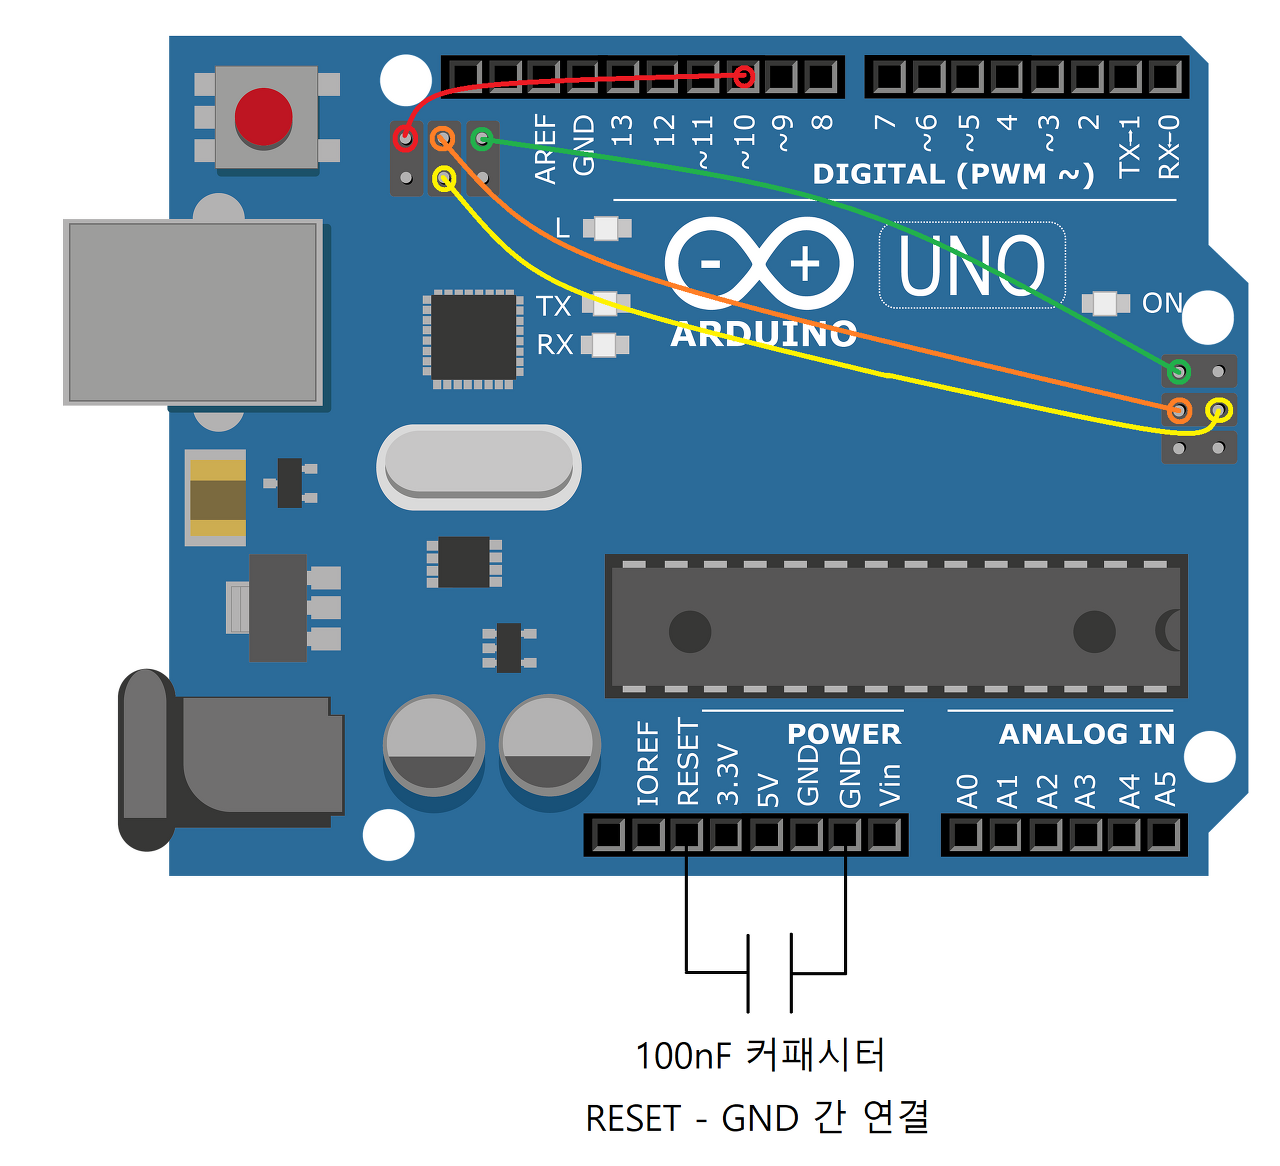 AREF
GND
13
12
~11
~10
~9
8
7
~6
~5
4
~3
2
TX→1
RX←0
DIGITAL (PWM ~)
L
- +
UNO
TX
ON
RX
ARDUINO
POWER
ANALOG IN
IOREF
RESET
3.3V
5V
GND
GND
Vin
A0
A1
A2
A3
A4
A5
100nF 커패시터
RESET - GND 간 연결